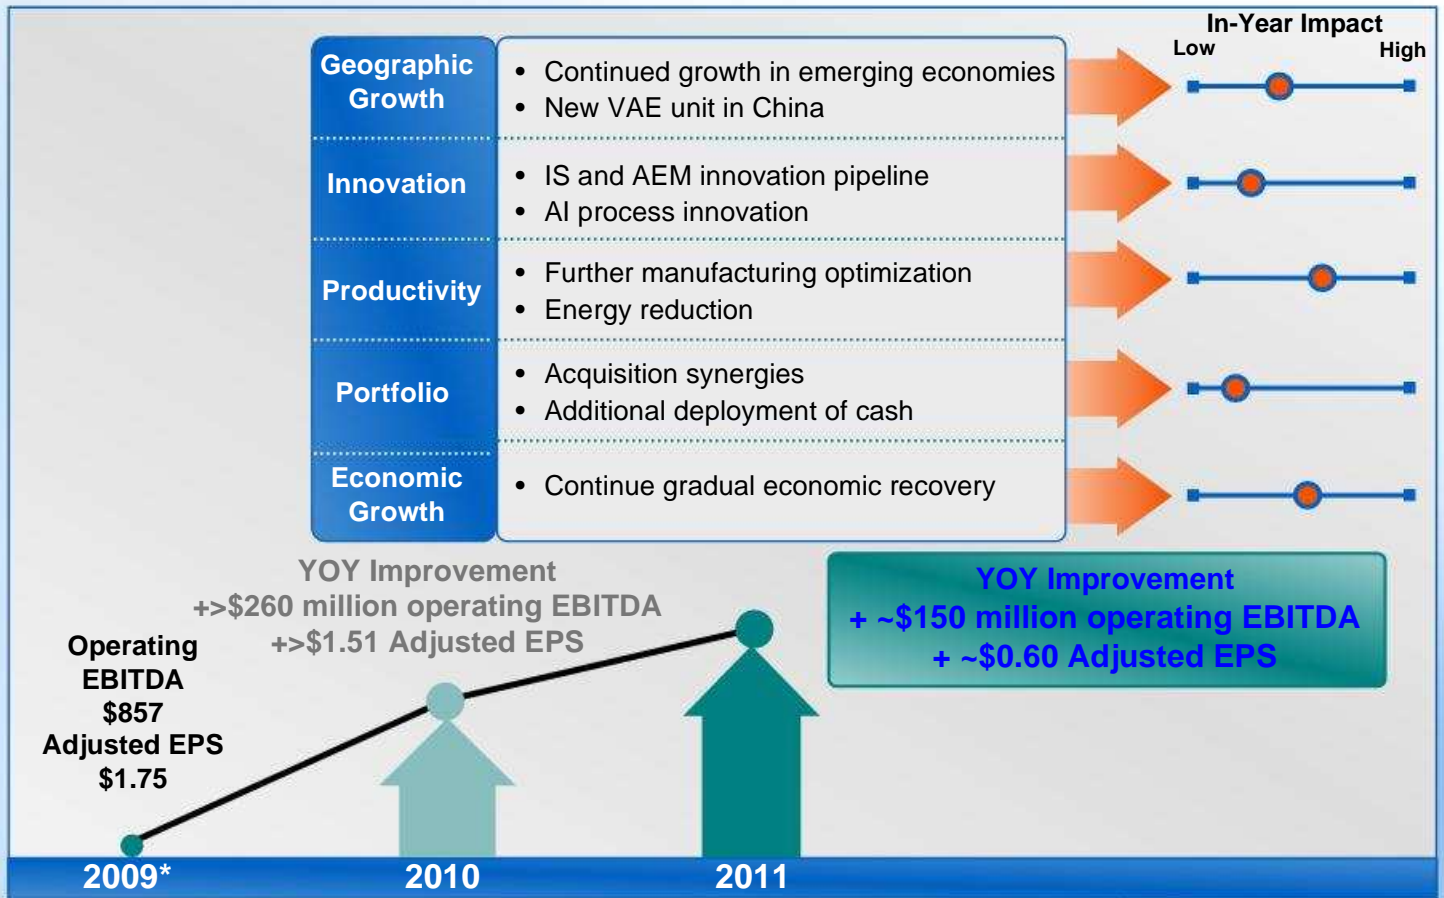 In-Year Impact
Low
High
Geographic
Growth
• Continued growth in emerging economies
• New VAE unit in China
Innovation
• IS and AEM innovation pipeline
• AI process innovation
Productivity
• Further manufacturing optimization
• Energy reduction
Portfolio
• Acquisition synergies
• Additional deployment of cash
Economic
Growth
• Continue gradual economic recovery
YOY Improvement
+>$260 million operating EBITDA
+>$1.51 Adjusted EPS
YOY Improvement
+ ~$150 million operating EBITDA
+ ~$0.60 Adjusted EPS
Operating
EBITDA
$857
Adjusted EPS
$1.75
2009*
2010
2011